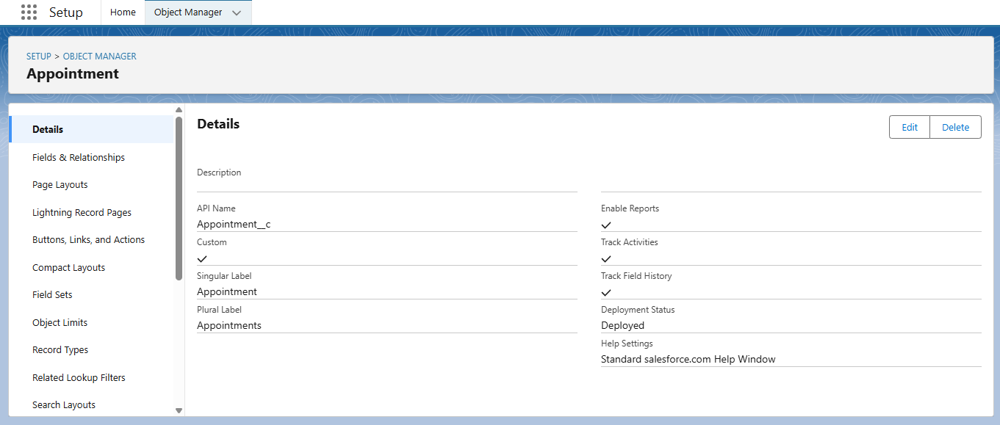 Setup
Home
Object Manager
SETUP > OBJECT MANAGER
Appointment
Details
Fields & Relationships
Page Layouts
Lightning Record Pages
Buttons, Links, and Actions
Compact Layouts
Field Sets
Object Limits
Record Types
Related Lookup Filters
Search Layouts
Details
Edit
Delete
Description
API Name
Appointment__c
Custom
Singular Label
Appointment
Plural Label
Appointments
Enable Reports
Track Activities
Track Field History
Deployment Status
Deployed
Help Settings
Standard salesforce.com Help Window